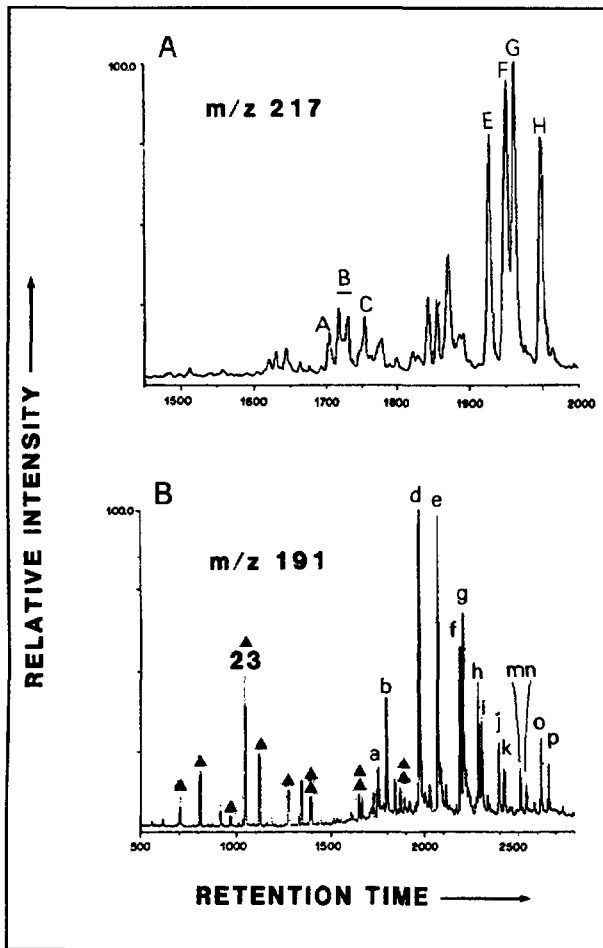 A
100.0
m/z 217
A
B
C
E
F
G
H
1500
1600
1700
1800
1900
2000
RELATIVE INTENSITY
B
100.0
m/z 191
23
a
b
d
e
f
g
h
i
j
k
mn
o
p
500
1000
1500
2000
2500
RETENTION TIME